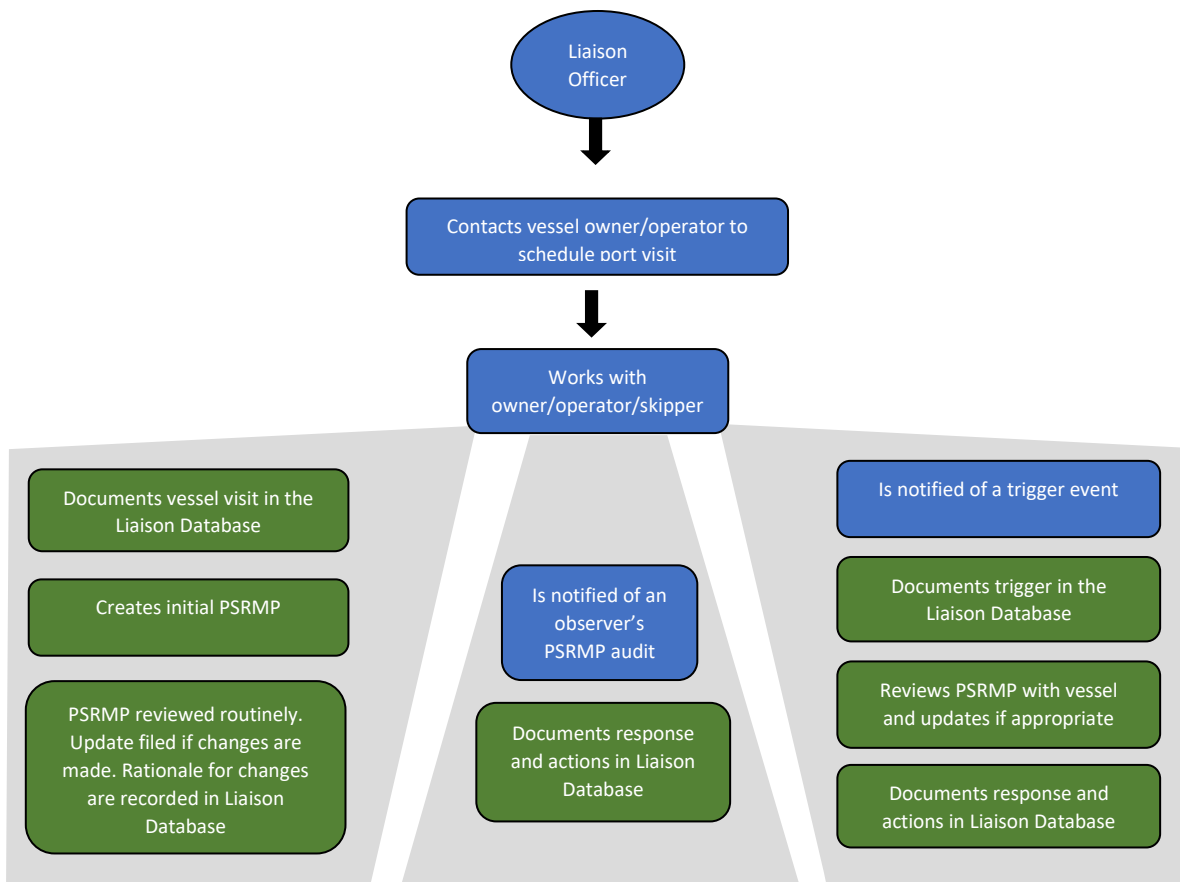 Liaison
Officer
Contacts vessel owner/operator to
schedule port visit
Works with
owner/operator/skipper
Documents vessel visit in the
Liaison Database
Creates initial PSRMP
PSRMP reviewed routinely.
Update filed if changes are
made. Rationale for changes
are recorded in Liaison
Database
Is notified of an
observer’s
PSRMP audit
Documents response
and actions in Liaison
Database
Is notified of a trigger event
Documents trigger in the
Liaison Database
Reviews PSRMP with vessel
and updates if appropriate
Documents response and
actions in Liaison Database